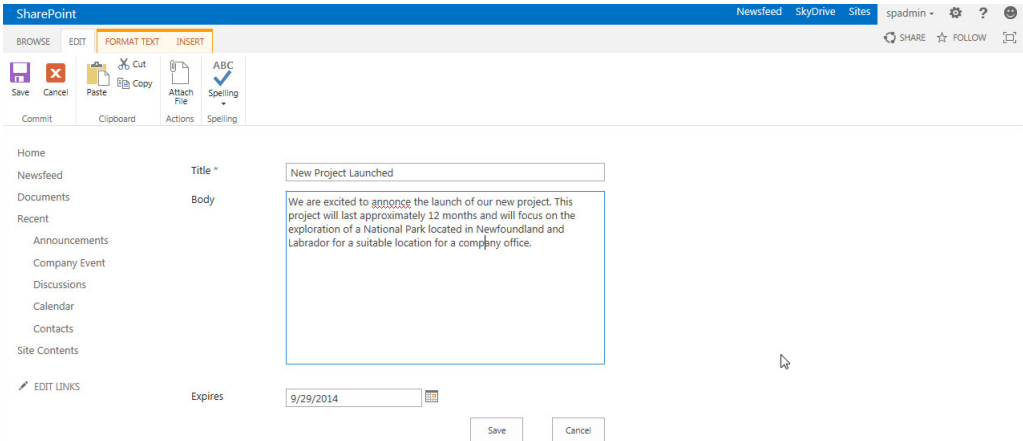 SharePoint Newsfeed SkyDrive Sites spadmin ?
BROWSE EDIT FORMAT TEXT INSERT SHARE FOLLOW
Save Cancel Paste Cut Copy Attach File ABC Spelling
Commit Clipboard Actions Spelling
Home
Newsfeed
Documents
Recent
Announcements
Company Event
Discussions
Calendar
Contacts
Site Contents
EDIT LINKS
Title * New Project Launched
Body
We are excited to annonce the launch of our new project. This
project will last approximately 12 months and will focus on the
exploration of a National Park located in Newfoundland and
Labrador for a suitable location for a company office.
Expires 9/29/2014
Save Cancel